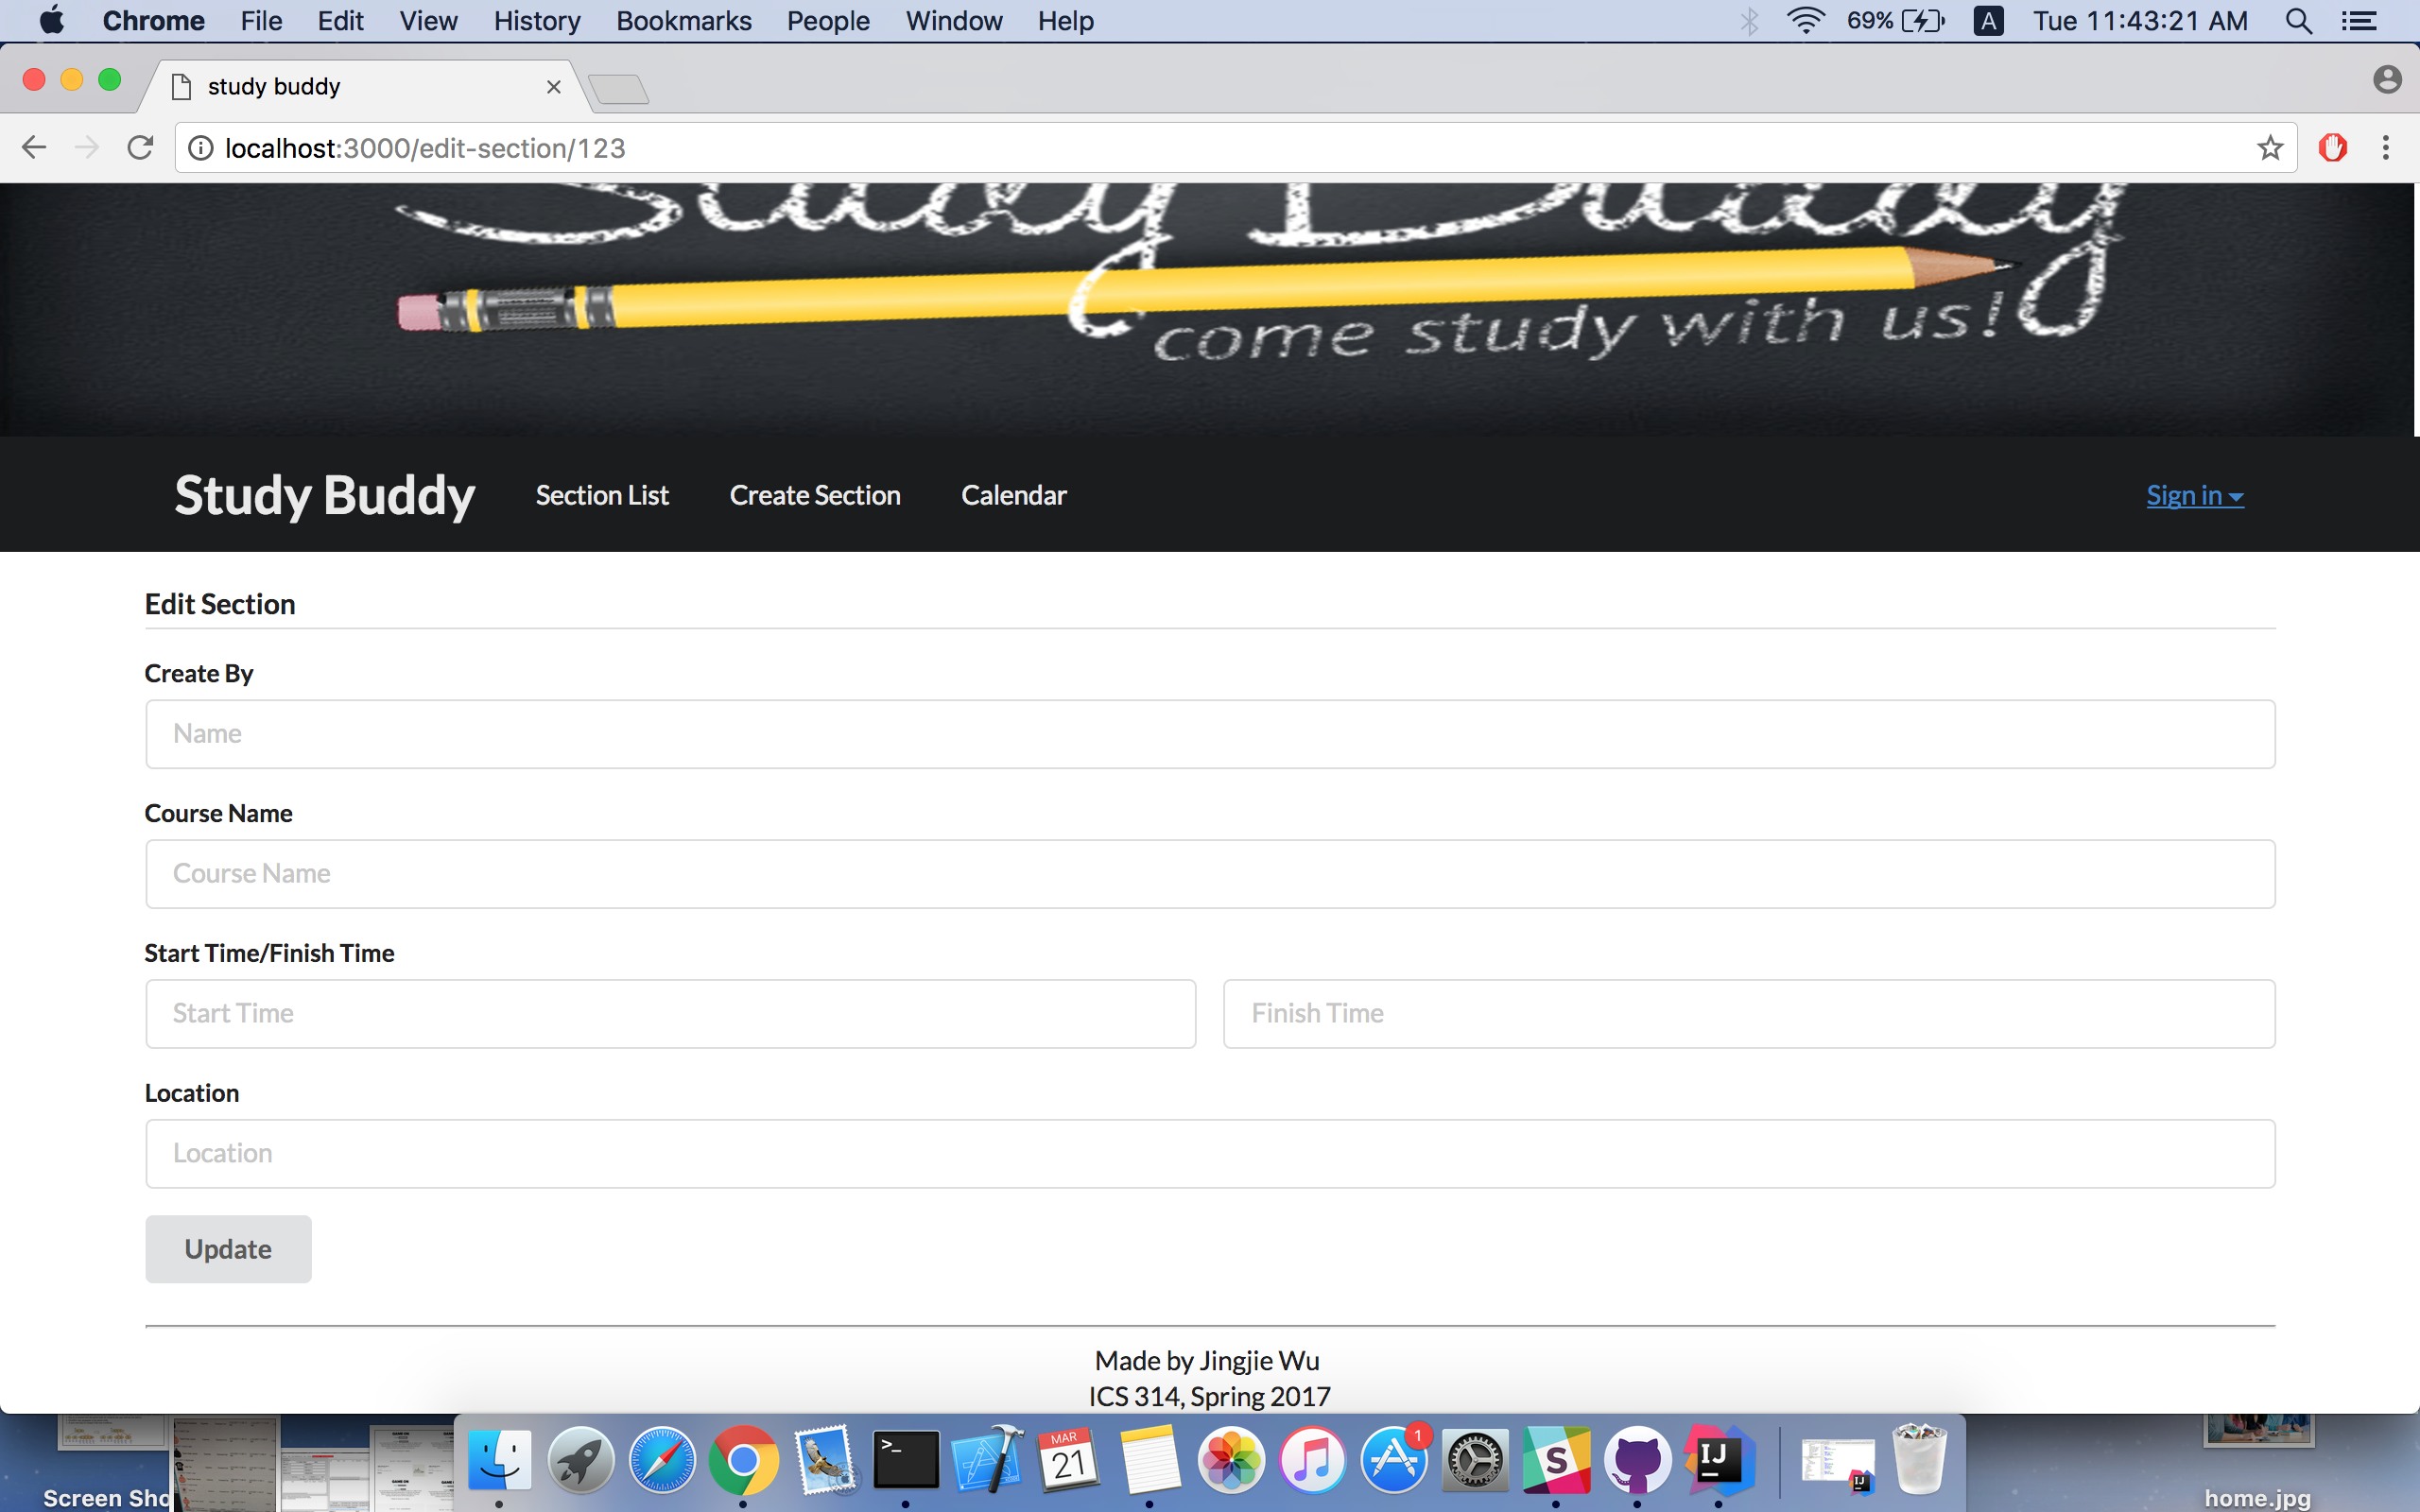 Chrome File Edit View History Bookmarks People Window Help 69% A Tue 11:43:21 AM
study buddy
localhost:3000/edit-section/123
Study Buddy
come study with us!
Study Buddy Section List Create Section Calendar Sign in
Edit Section
Create By
Name
Course Name
Course Name
Start Time/Finish Time
Start Time Finish Time
Location
Location
Update
Made by Jingjie Wu
ICS 314, Spring 2017
>_ MAR 21 1 S IJ
Screen Sho
home.jpg